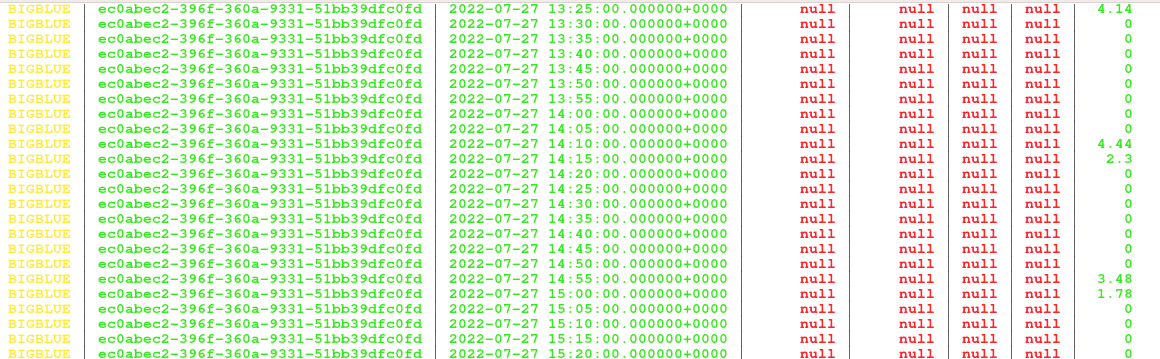 BIGBLUE | ec0abec2-396f-360a-9331-51bb39dfc0fd | 2022-07-27 13:25:00.000000+0000 | null | null | null | null | 4.14
BIGBLUE | ec0abec2-396f-360a-9331-51bb39dfc0fd | 2022-07-27 13:30:00.000000+0000 | null | null | null | null | 0
BIGBLUE | ec0abec2-396f-360a-9331-51bb39dfc0fd | 2022-07-27 13:35:00.000000+0000 | null | null | null | null | 0
BIGBLUE | ec0abec2-396f-360a-9331-51bb39dfc0fd | 2022-07-27 13:40:00.000000+0000 | null | null | null | null | 0
BIGBLUE | ec0abec2-396f-360a-9331-51bb39dfc0fd | 2022-07-27 13:45:00.000000+0000 | null | null | null | null | 0
BIGBLUE | ec0abec2-396f-360a-9331-51bb39dfc0fd | 2022-07-27 13:50:00.000000+0000 | null | null | null | null | 0
BIGBLUE | ec0abec2-396f-360a-9331-51bb39dfc0fd | 2022-07-27 13:55:00.000000+0000 | null | null | null | null | 0
BIGBLUE | ec0abec2-396f-360a-9331-51bb39dfc0fd | 2022-07-27 14:00:00.000000+0000 | null | null | null | null | 0
BIGBLUE | ec0abec2-396f-360a-9331-51bb39dfc0fd | 2022-07-27 14:05:00.000000+0000 | null | null | null | null | 0
BIGBLUE | ec0abec2-396f-360a-9331-51bb39dfc0fd | 2022-07-27 14:10:00.000000+0000 | null | null | null | null | 4.44
BIGBLUE | ec0abec2-396f-360a-9331-51bb39dfc0fd | 2022-07-27 14:15:00.000000+0000 | null | null | null | null | 2.3
BIGBLUE | ec0abec2-396f-360a-9331-51bb39dfc0fd | 2022-07-27 14:20:00.000000+0000 | null | null | null | null | 0
BIGBLUE | ec0abec2-396f-360a-9331-51bb39dfc0fd | 2022-07-27 14:25:00.000000+0000 | null | null | null | null | 0
BIGBLUE | ec0abec2-396f-360a-9331-51bb39dfc0fd | 2022-07-27 14:30:00.000000+0000 | null | null | null | null | 0
BIGBLUE | ec0abec2-396f-360a-9331-51bb39dfc0fd | 2022-07-27 14:35:00.000000+0000 | null | null | null | null | 0
BIGBLUE | ec0abec2-396f-360a-9331-51bb39dfc0fd | 2022-07-27 14:40:00.000000+0000 | null | null | null | null | 0
BIGBLUE | ec0abec2-396f-360a-9331-51bb39dfc0fd | 2022-07-27 14:45:00.000000+0000 | null | null | null | null | 0
BIGBLUE | ec0abec2-396f-360a-9331-51bb39dfc0fd | 2022-07-27 14:50:00.000000+0000 | null | null | null | null | 0
BIGBLUE | ec0abec2-396f-360a-9331-51bb39dfc0fd | 2022-07-27 14:55:00.000000+0000 | null | null | null | null | 3.48
BIGBLUE | ec0abec2-396f-360a-9331-51bb39dfc0fd | 2022-07-27 15:00:00.000000+0000 | null | null | null | null | 1.78
BIGBLUE | ec0abec2-396f-360a-9331-51bb39dfc0fd | 2022-07-27 15:05:00.000000+0000 | null | null | null | null | 0
BIGBLUE | ec0abec2-396f-360a-9331-51bb39dfc0fd | 2022-07-27 15:10:00.000000+0000 | null | null | null | null | 0
BIGBLUE | ec0abec2-396f-360a-9331-51bb39dfc0fd | 2022-07-27 15:15:00.000000+0000 | null | null | null | null | 0
BIGBLUE | ec0abec2-396f-360a-9331-51bb39dfc0fd | 2022-07-27 15:20:00.000000+0000 | null | null | null | null | 0